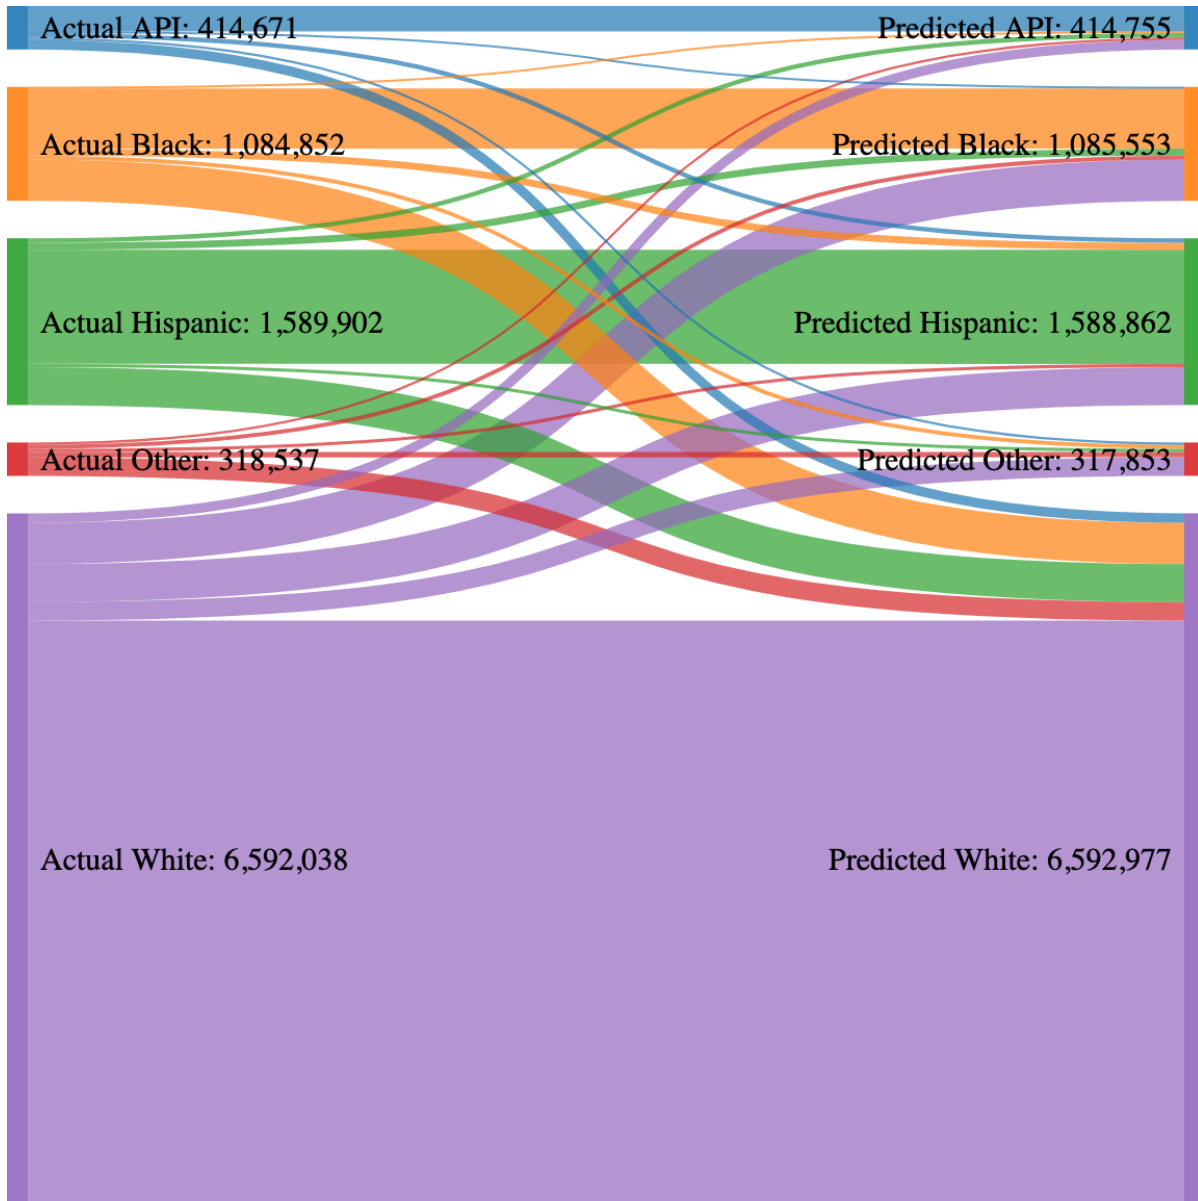 Actual API: 414,671
Predicted API: 414,755
Actual Black: 1,084,852
Predicted Black: 1,085,553
Actual Hispanic: 1,589,902
Predicted Hispanic: 1,588,862
Actual Other: 318,537
Predicted Other: 317,853
Actual White: 6,592,038
Predicted White: 6,592,977